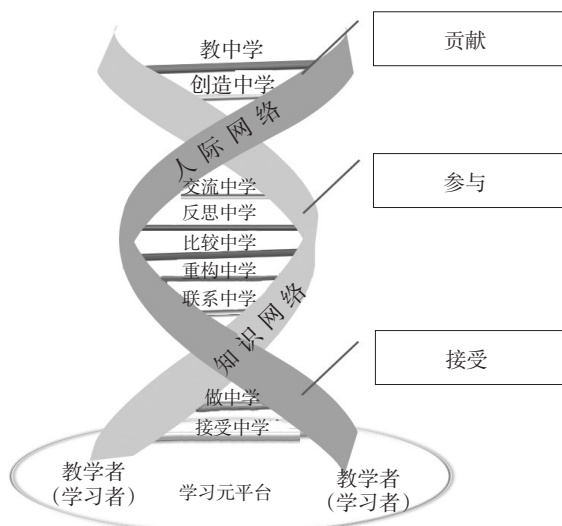 贡献
教中学
创造中学
人际网络
参与
交流中学
反思中学
比较中学
重构中学
联系中学
知识网络
接受
做中学
接受中学
教学者
（学习者）
学习元平台
教学者
（学习者）